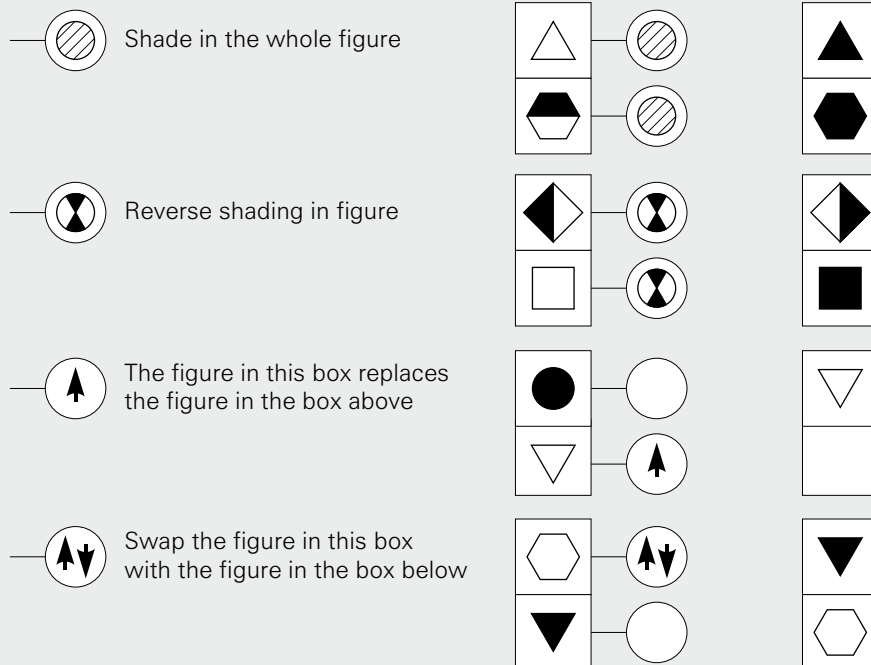 Shade in the whole figure
Reverse shading in figure
The figure in this box replaces
the figure in the box above
Swap the figure in this box
with the figure in the box below